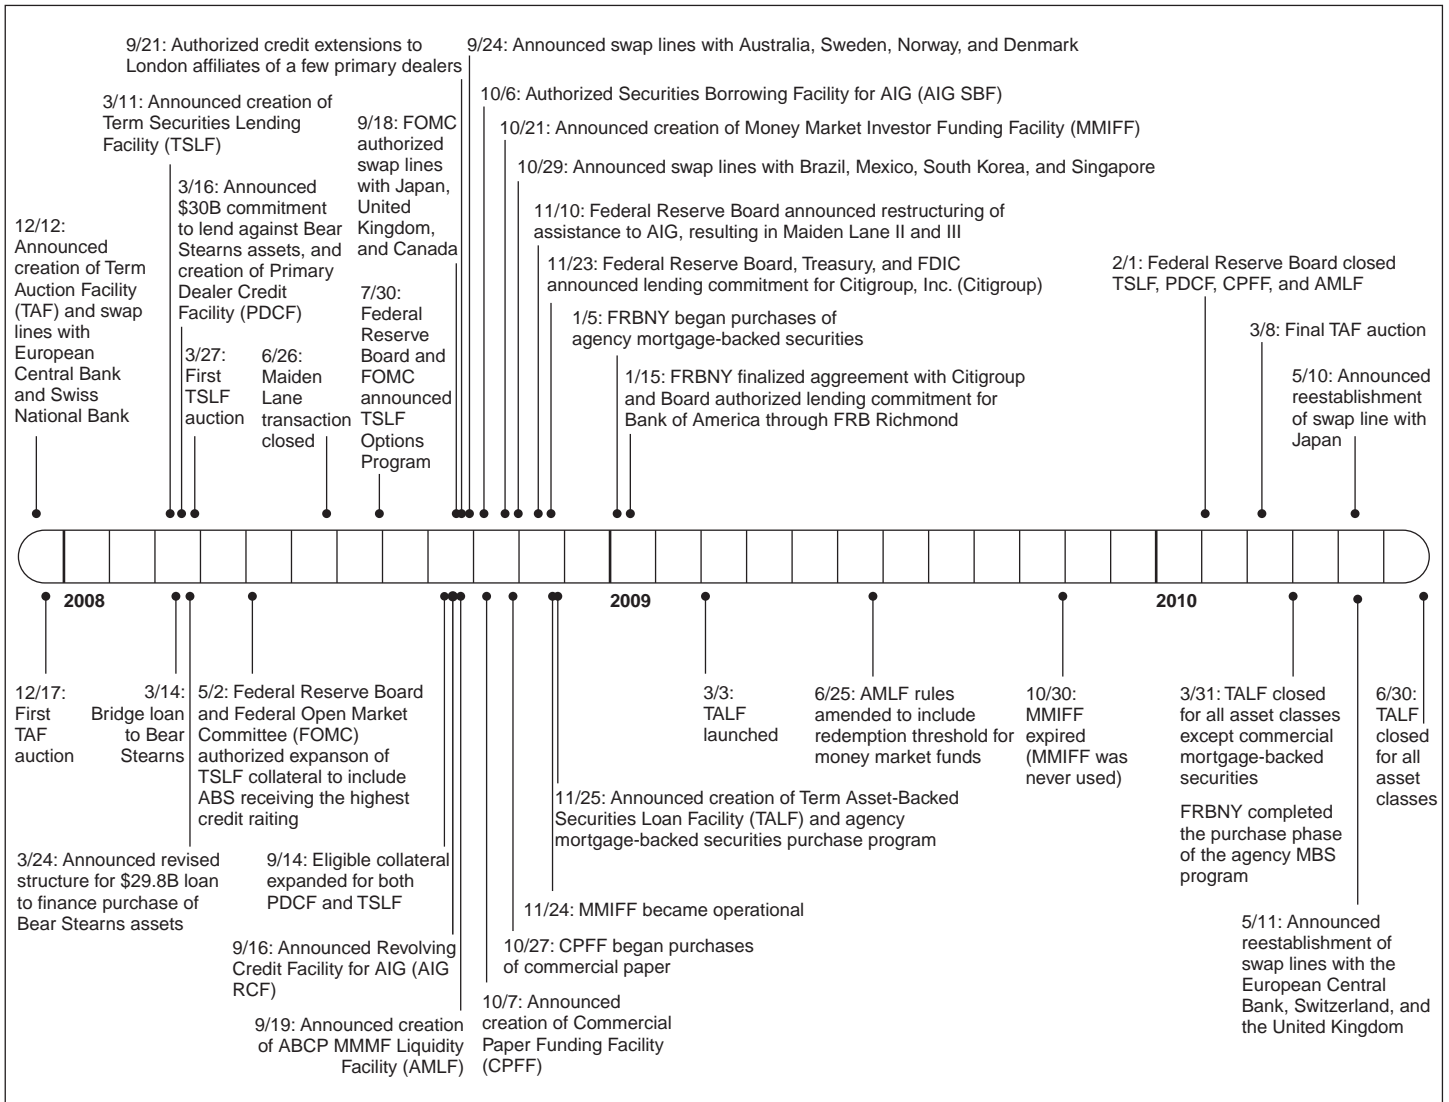 9/21: Authorized credit extensions to
London affiliates of a few primary dealers
9/24: Announced swap lines with Australia, Sweden, Norway, and Denmark
3/11: Announced creation of
Term Securities Lending
Facility (TSLF)
9/18: FOMC
authorized
swap lines
with Japan,
United
Kingdom,
and Canada
10/6: Authorized Securities Borrowing Facility for AIG (AIG SBF)
10/21: Announced creation of Money Market Investor Funding Facility (MMIFF)
10/29: Announced swap lines with Brazil, Mexico, South Korea, and Singapore
3/16: Announced
$30B commitment
to lend against Bear
Stearns assets, and
creation of Primary
Dealer Credit
Facility (PDCF)
11/10: Federal Reserve Board announced restructuring of
assistance to AIG, resulting in Maiden Lane II and III
12/12:
Announced
creation of Term
Auction Facility
(TAF) and swap
lines with
European
Central Bank
and Swiss
National Bank
11/23: Federal Reserve Board, Treasury, and FDIC
announced lending commitment for Citigroup, Inc. (Citigroup)
2/1: Federal Reserve Board closed
TSLF, PDCF, CPFF, and AMLF
7/30:
Federal
Reserve
Board and
FOMC
announced
TSLF
Options
Program
1/5: FRBNY began purchases of
agency mortgage-backed securities
3/8: Final TAF auction
3/27:
First
TSLF
auction
6/26:
Maiden
Lane
transaction
closed
1/15: FRBNY finalized aggreement with Citigroup
and Board authorized lending commitment for
Bank of America through FRB Richmond
5/10: Announced
reestablishment
of swap line with
Japan
2008
2009
2010
12/17:
First
TAF
auction
3/14:
Bridge loan
to Bear
Stearns
5/2: Federal Reserve Board
and Federal Open Market
Committee (FOMC)
authorized expansion of
TSLF collateral to include
ABS receiving the highest
credit raiting
3/3:
TALF
launched
6/25: AMLF rules
amended to include
redemption threshold for
money market funds
10/30:
MMIFF
expired
(MMIFF was
never used)
3/31: TALF closed
for all asset classes
except commercial
mortgage-backed
securities
FRBNY completed
the purchase phase
of the agency MBS
program
6/30:
TALF
closed
for all
asset
classes
11/25: Announced creation of Term Asset-Backed
Securities Loan Facility (TALF) and agency
mortgage-backed securities purchase program
3/24: Announced revised
structure for $29.8B loan
to finance purchase of
Bear Stearns assets
9/14: Eligible collateral
expanded for both
PDCF and TSLF
11/24: MMIFF became operational
5/11: Announced
reestablishment of
swap lines with the
European Central
Bank, Switzerland, and
the United Kingdom
9/16: Announced Revolving
Credit Facility for AIG (AIG
RCF)
10/27: CPFF began purchases
of commercial paper
10/7: Announced
creation of Commercial
Paper Funding Facility
(CPFF)
9/19: Announced creation
of ABCP MMMF Liquidity
Facility (AMLF)